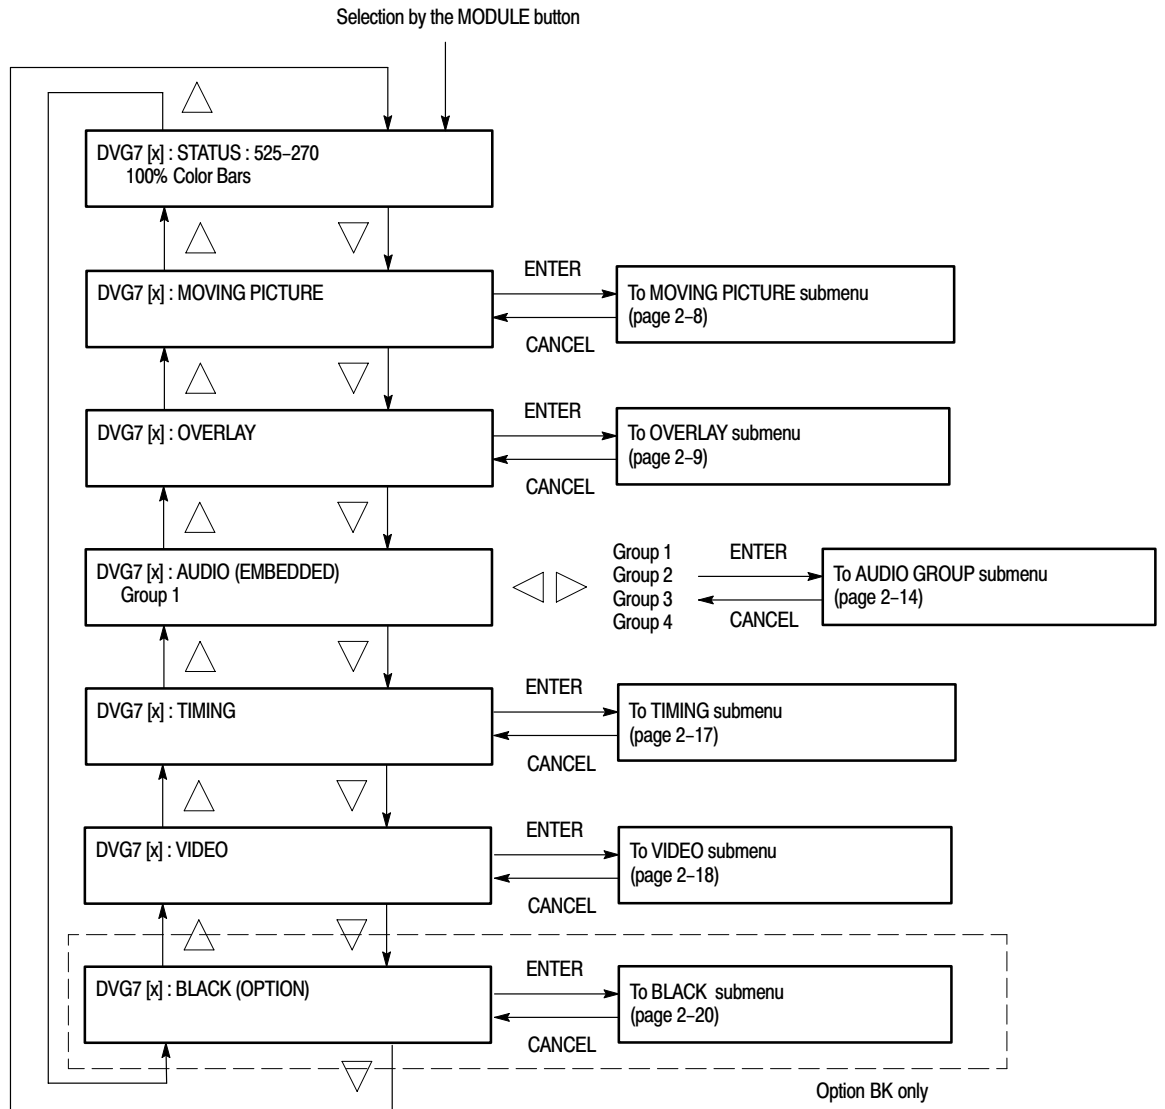 Selection by the MODULE button
DVG7 [x] : STATUS : 525–270
100% Color Bars
DVG7 [x] : MOVING PICTURE
ENTER
CANCEL
To MOVING PICTURE submenu
(page 2–8)
DVG7 [x] : OVERLAY
ENTER
CANCEL
To OVERLAY submenu
(page 2–9)
DVG7 [x] : AUDIO (EMBEDDED)
Group 1
Group 1
Group 2
Group 3
Group 4
ENTER
CANCEL
To AUDIO GROUP submenu
(page 2–14)
DVG7 [x] : TIMING
ENTER
CANCEL
To TIMING submenu
(page 2–17)
DVG7 [x] : VIDEO
ENTER
CANCEL
To VIDEO submenu
(page 2–18)
DVG7 [x] : BLACK (OPTION)
ENTER
CANCEL
To BLACK submenu
(page 2–20)
Option BK only